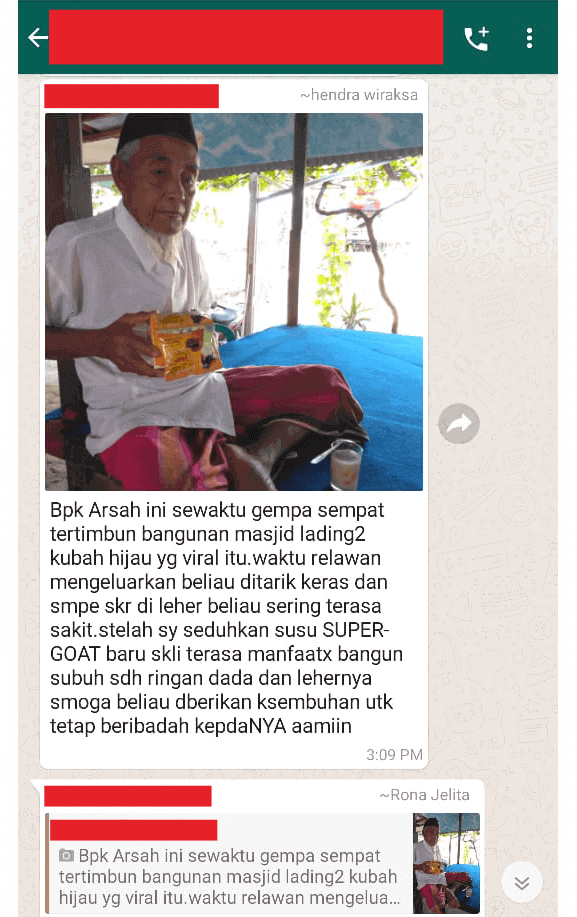 ~hendra wiraksa
Bpk Arsah ini sewaktu gempa sempat
tertimbun bangunan masjid lading2
kubah hijau yg viral itu.waktu relawan
mengeluarkan beliau ditarik keras dan
smpe skr di leher beliau sering terasa
sakit.stelah sy seduhkan susu SUPER-
GOAT baru skli terasa manfaatx bangun
subuh sdh ringan dada dan lehernya
smoga beliau dberikan ksembuhan utk
tetap beribadah kepdaNYA aamiin
3:09 PM
~Rona Jelita
Bpk Arsah ini sewaktu gempa sempat
tertimbun bangunan masjid lading2 kubah
hijau yg viral itu.waktu relawan mengelua...